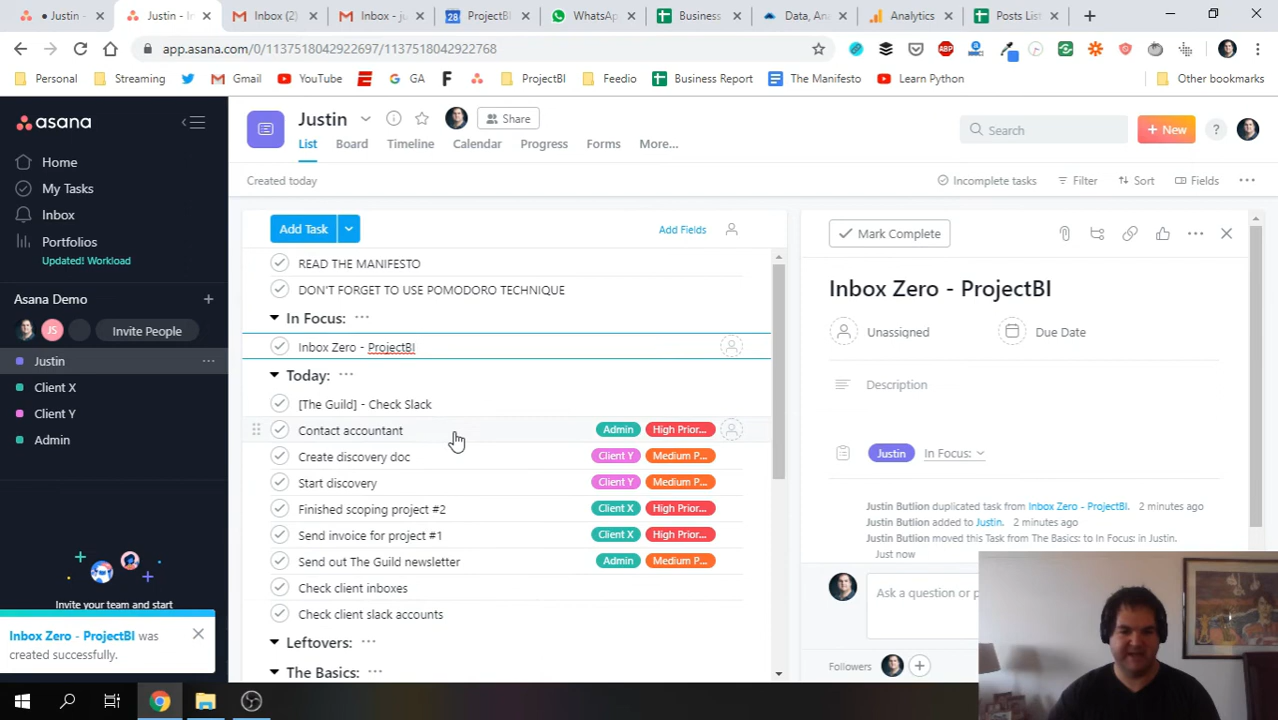 Justin -
Justin - In
Inbox (2)
Inbox - ju
28
ProjectBI
WhatsAp
Business
Data, Ana
Analytics
Posts List
app.asana.com/0/1137518042922697/1137518042922768
ABP
Personal
Streaming
Gmail
YouTube
GA
ProjectBI
Feedio
Business Report
The Manifesto
Learn Python
Other bookmarks
asana
Home
My Tasks
Inbox
Portfolios
Updated! Workload
Asana Demo
JS
Invite People
Justin
Client X
Client Y
Admin
Invite your team and start
Inbox Zero - ProjectBI was
created successfully.
Justin
Share
List
Board
Timeline
Calendar
Progress
Forms
More...
Search
+ New
?
Created today
Incomplete tasks
Filter
Sort
Fields
Add Task
Add Fields
READ THE MANIFESTO
DON'T FORGET TO USE POMODORO TECHNIQUE
In Focus:
Inbox Zero - ProjectBI
Today:
[The Guild] - Check Slack
Contact accountant Admin High Prior...
Create discovery doc Client Y Medium P...
Start discovery Client Y Medium P...
Finished scoping project #2 Client X High Prior...
Send invoice for project #1 Client X High Prior...
Send out The Guild newsletter Admin Medium P...
Check client inboxes
Check client slack accounts
Leftovers:
The Basics:
Mark Complete
Inbox Zero - ProjectBI
Unassigned
Due Date
Description
Justin In Focus:
Justin Butlion duplicated task from Inbox Zero - ProjectBI. 2 minutes ago
Justin Butlion added to Justin. 2 minutes ago
Justin Butlion moved this Task from The Basics: to In Focus: in Justin.
Just now
Ask a question or p
Followers